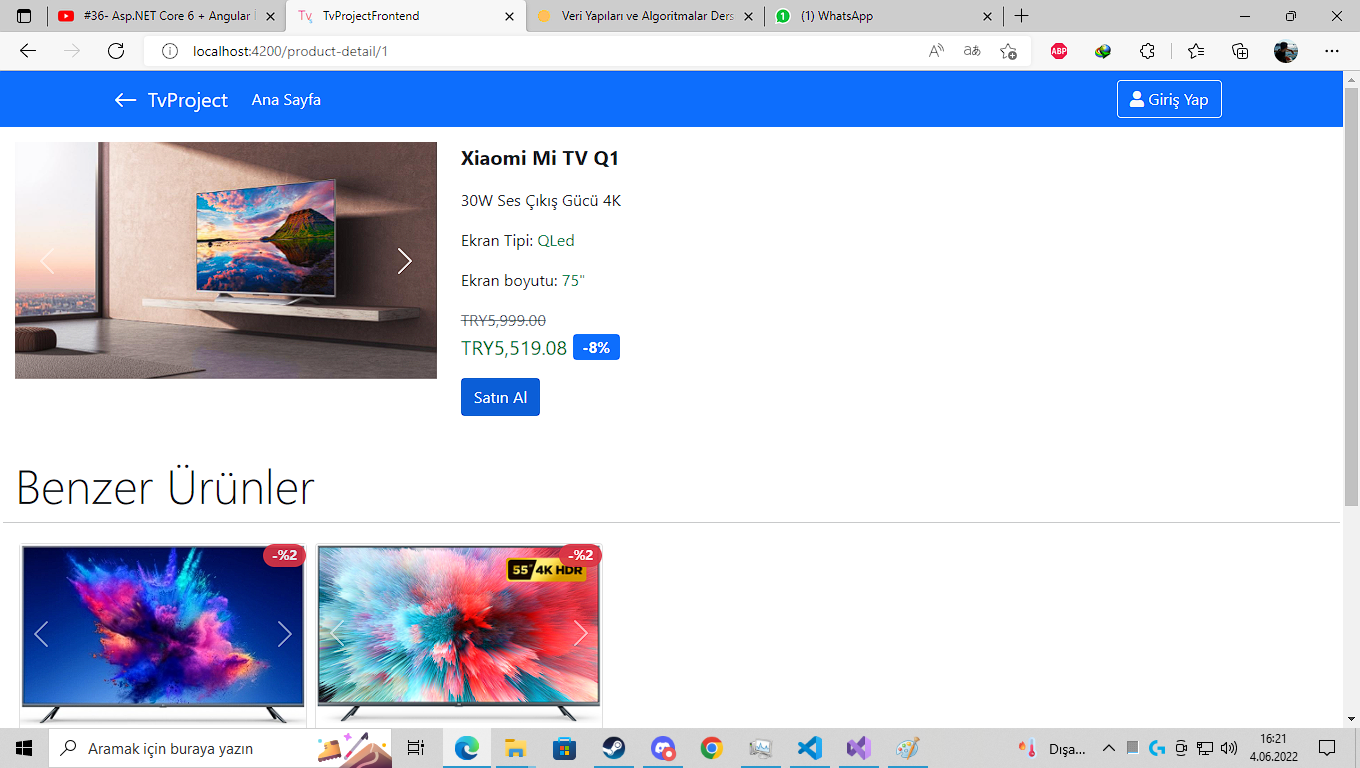 #36- Asp.NET Core 6 + Angular
TvProjectFrontend
Veri Yapıları ve Algoritmalar Ders
(1) WhatsApp
localhost:4200/product-detail/1
ABP
TvProject
Ana Sayfa
Giriş Yap
Xiaomi Mi TV Q1
30W Ses Çıkış Gücü 4K
Ekran Tipi: QLed
Ekran boyutu: 75"
TRY5,999.00
TRY5,519.08 -8%
Satın Al
Benzer Ürünler
-%2
-%2
55" 4K HDR
Aramak için buraya yazın
Dışa...
16:21
4.06.2022